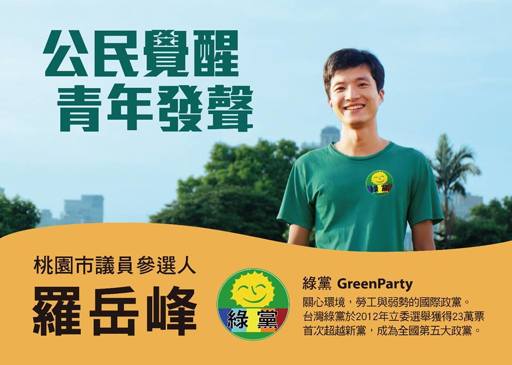 公民覺醒
青年發聲
綠黨
桃園市議員參選人
羅岳峰
綠黨
綠黨 GreenParty
關心環境，勞工與弱勢的國際政黨。
台灣綠黨於2012年立委選舉獲得23萬票
首次超越新黨，成為全國第五大政黨。